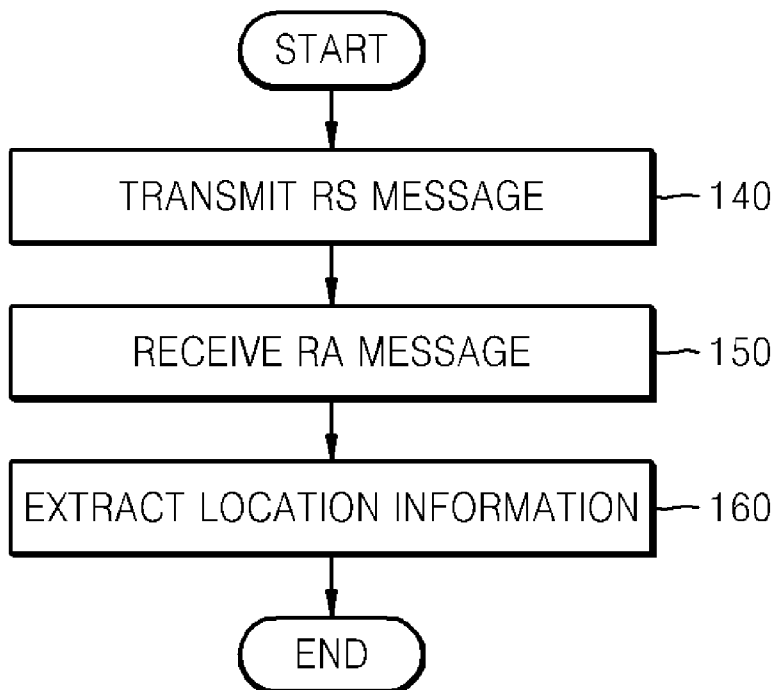 START
TRANSMIT RS MESSAGE
140
RECEIVE RA MESSAGE
150
EXTRACT LOCATION INFORMATION
160
END